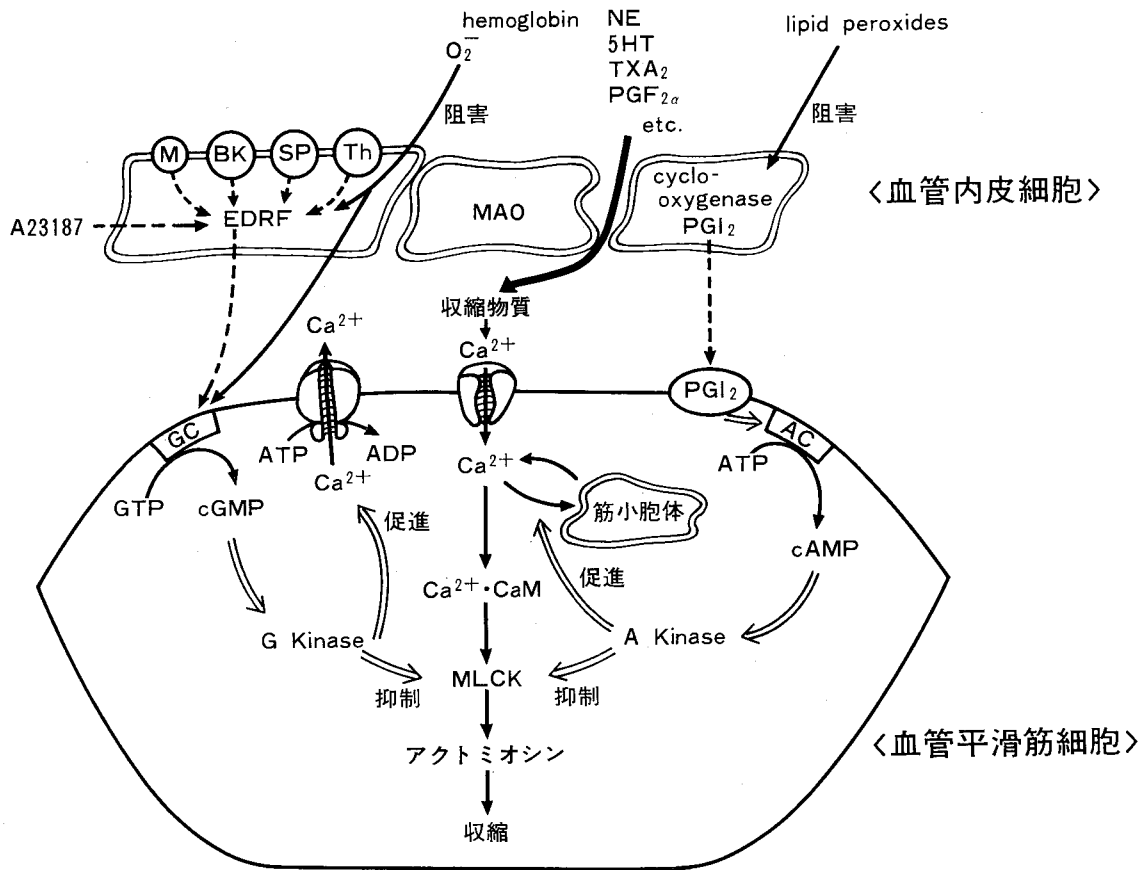 hemoglobin
O₂⁻
NE
5HT
TXA₂
PGF₂α
etc.
lipid peroxides
阻害
阻害
M
BK
SP
Th
EDRF
A23187
MAO
cyclo-
oxygenase
PGI₂
〈血管内皮細胞〉
収縮物質
Ca²⁺
Ca²⁺
PGI₂
GC
AC
ATP
ADP
Ca²⁺
Ca²⁺
ATP
GTP
cGMP
筋小胞体
促進
cAMP
促進
Ca²⁺・CaM
G Kinase
A Kinase
MLCK
抑制
抑制
アクトミオシン
〈血管平滑筋細胞〉
収縮